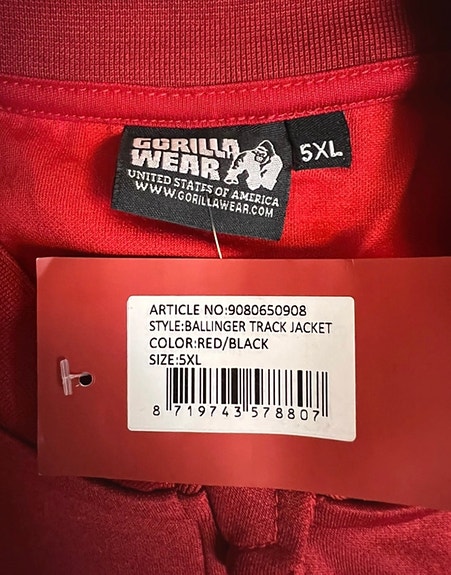 GORILLA
WEAR
UNITED STATES OF AMERICA
WWW.GORILLAWEAR.COM
5XL
ARTICLE NO:9080650908
STYLE:BALLINGER TRACK JACKET
COLOR:RED/BLACK
SIZE:5XL
8 719743 578807